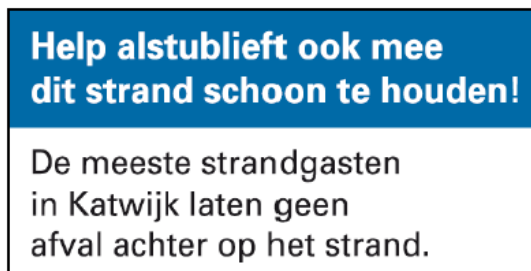 Help alstublieft ook mee
dit strand schoon te houden!
De meeste strandgasten
in Katwijk laten geen
afval achter op het strand.